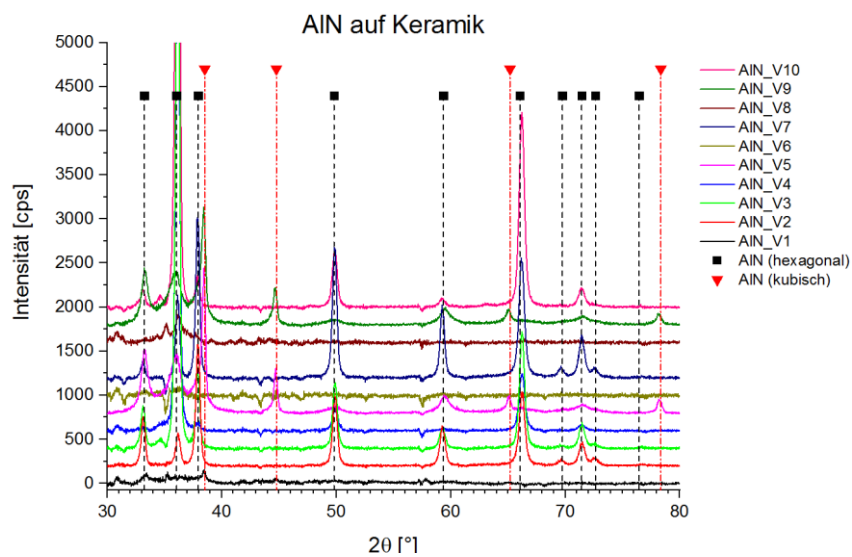 AlN auf Keramik
Intensität [cps]
5000
4500
4000
3500
3000
2500
2000
1500
1000
500
0
30
40
50
60
70
80
2θ [°]
AlN_V10
AlN_V9
AlN_V8
AlN_V7
AlN_V6
AlN_V5
AlN_V4
AlN_V3
AlN_V2
AlN_V1
AlN (hexagonal)
AlN (kubisch)